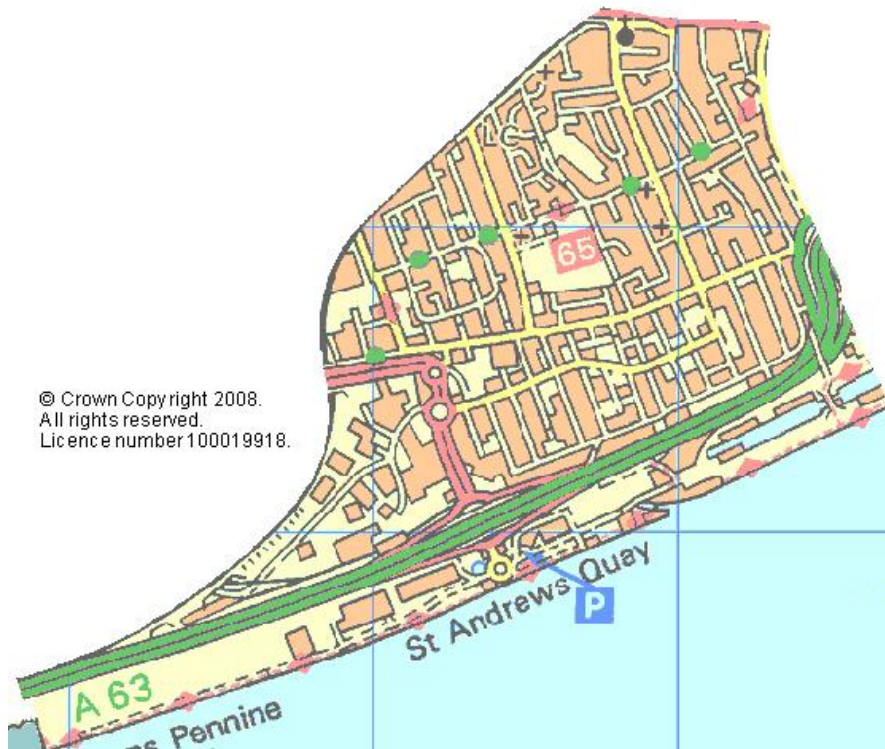 65
© Crown Copyright 2008.
All rights reserved.
Licence number 100019918.
St Andrews Quay
P
A 63
Pennine